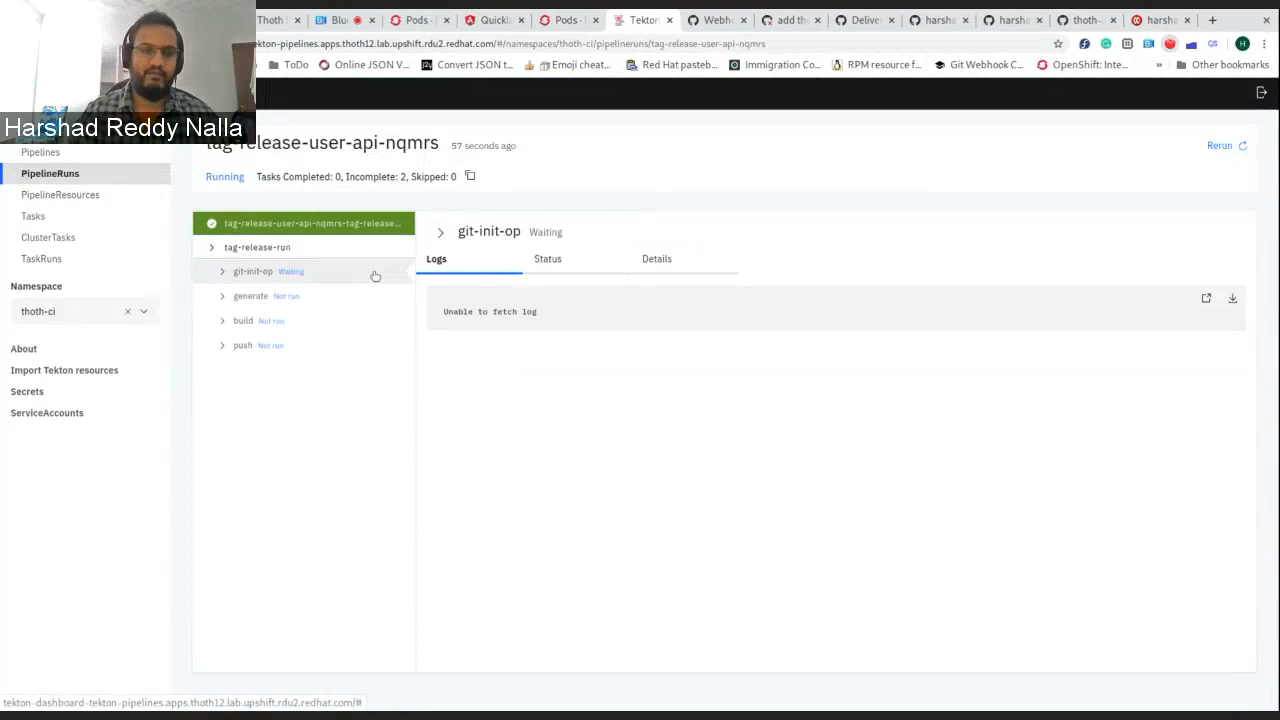 Thoth
Blu
Pods -
Quickl
Pods -
Tekton
Webh
add the
Deliver
harsha
harsha
thoth-
harsha
ekton-pipelines.apps.thoth12.lab.upshift.rdu2.redhat.com/#/namespaces/thoth-ci/pipelineruns/tag-release-user-api-nqmrs
ToDo
Online JSON V...
Convert JSON t...
Emoji cheat...
Red Hat pasteb...
Immigration Co...
RPM resource f...
Git Webhook C...
OpenShift: Inte...
» Other bookmarks
Harshad Reddy Nalla
tag-release-user-api-nqmrs 57 seconds ago
Rerun
Running Tasks Completed: 0, Incomplete: 2, Skipped: 0
Pipelines
PipelineRuns
PipelineResources
Tasks
ClusterTasks
TaskRuns
Namespace
thoth-ci
About
Import Tekton resources
Secrets
ServiceAccounts
tag-release-user-api-nqmrs-tag-release...
tag-release-run
git-init-op Waiting
generate Not run
build Not run
push Not run
git-init-op Waiting
Logs Status Details
Unable to fetch log
tekton-dashboard-tekton-pipelines.apps.thoth12.lab.upshift.rdu2.redhat.com/#